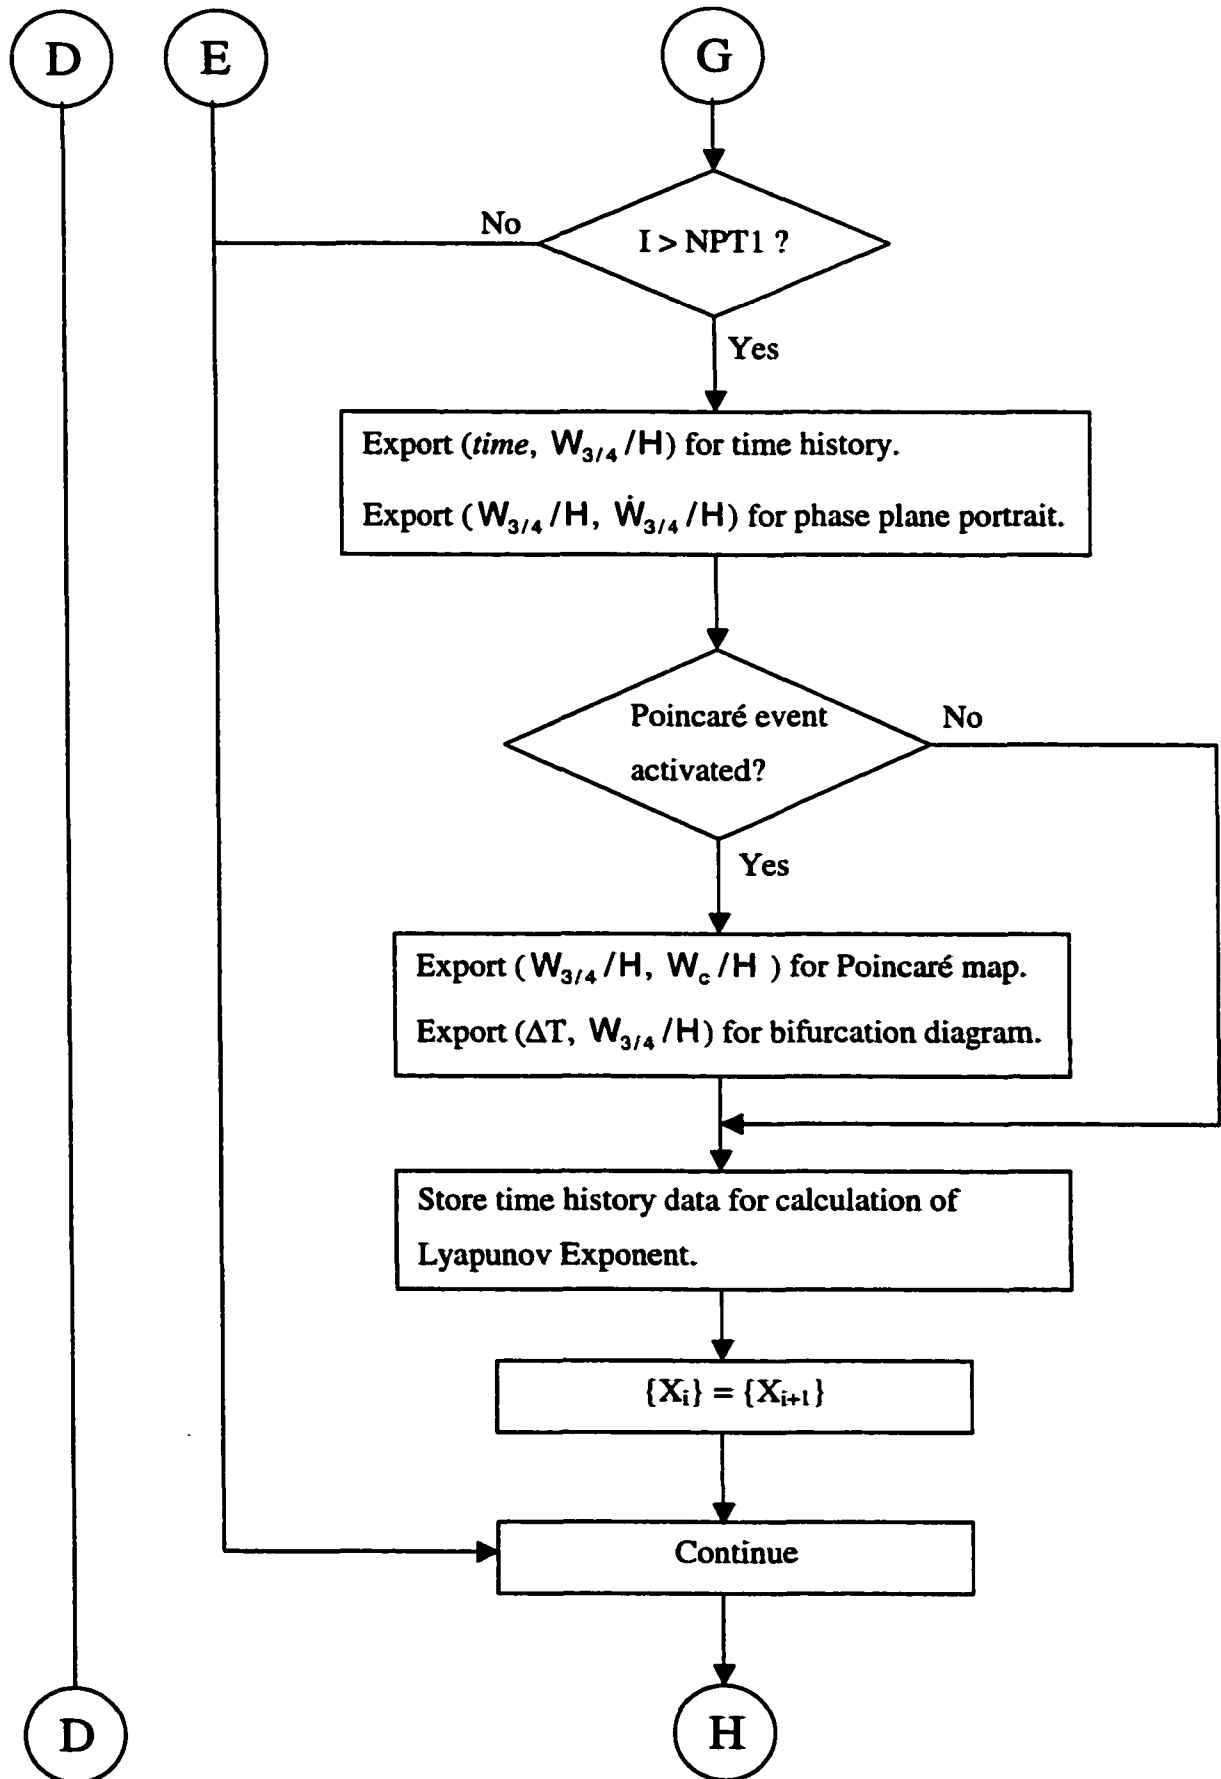 D
E
G
No
I > NPT1 ?
Yes
Export (time, W₃/₄/H) for time history.
Export (W₃/₄/H, Ẇ₃/₄/H) for phase plane portrait.
Poincaré event
activated?
No
Yes
Export (W₃/₄/H, W_c/H ) for Poincaré map.
Export (ΔT, W₃/₄/H) for bifurcation diagram.
Store time history data for calculation of
Lyapunov Exponent.
{Xᵢ} = {Xᵢ₊₁}
Continue
D
H